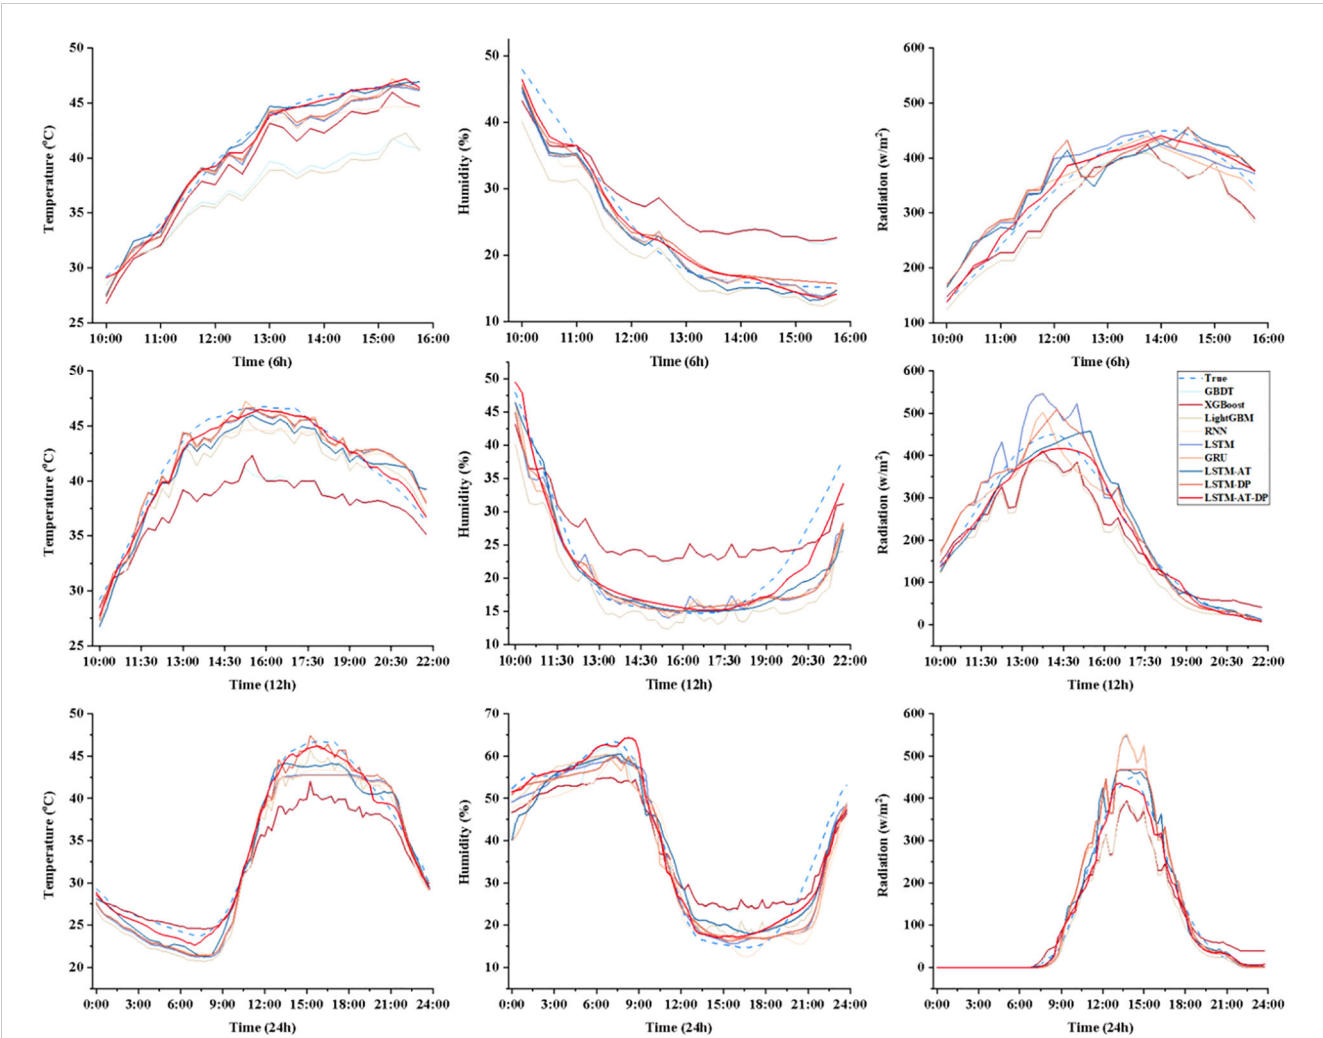 50
45
40
35
30
25
Temperature (°C)
10:00 11:00 12:00 13:00 14:00 15:00 16:00
Time (6h)
50
40
30
20
10
Humidity (%)
10:00 11:00 12:00 13:00 14:00 15:00 16:00
Time (6h)
600
500
400
300
200
100
Radiation (w/m²)
10:00 11:00 12:00 13:00 14:00 15:00 16:00
Time (6h)
50
45
40
35
30
25
Temperature (°C)
10:00 11:30 13:00 14:30 16:00 17:30 19:00 20:30 22:00
Time (12h)
50
45
40
35
30
25
20
15
10
Humidity (%)
10:00 11:30 13:00 14:30 16:00 17:30 19:00 20:30 22:00
Time (12h)
600
500
400
300
200
100
0
Radiation (w/m²)
10:00 11:30 13:00 14:30 16:00 17:30 19:00 20:30 22:00
Time (12h)
True
GBDT
XGBoost
LightGBM
RNN
LSTM
GRU
LSTM-AT
LSTM-DP
LSTM-AT-DP
50
45
40
35
30
25
20
Temperature (°C)
0:00 3:00 6:00 9:00 12:00 15:00 18:00 21:00 24:00
Time (24h)
70
60
50
40
30
20
10
Humidity (%)
0:00 3:00 6:00 9:00 12:00 15:00 18:00 21:00 24:00
Time (24h)
600
500
400
300
200
100
0
Radiation (w/m²)
0:00 3:00 6:00 9:00 12:00 15:00 18:00 21:00 24:00
Time (24h)